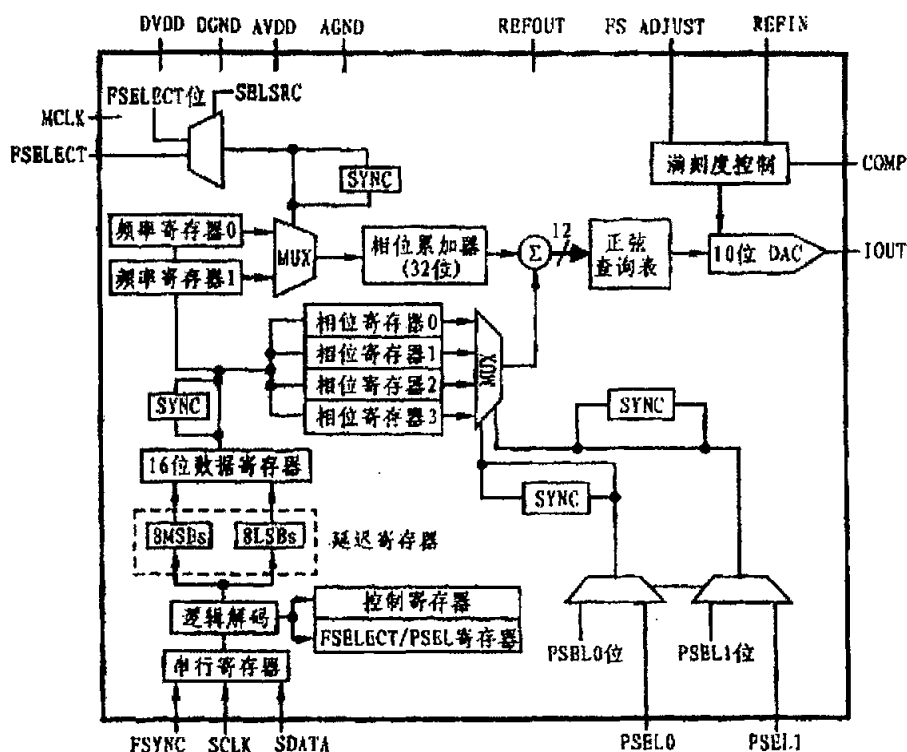 DVDD DGND AVDD AGND REFOUT FS ADJUST REFIN
FSELECT位
SELSRC
MCLK
FSELECT
SYNC
满刻度控制
COMP
频率寄存器0
频率寄存器1
MUX
相位累加器
(32位)
Σ
12
正弦
查询表
10位 DAC
IOUT
相位寄存器0
相位寄存器1
相位寄存器2
相位寄存器3
MUX
SYNC
SYNC
SYNC
16位数据寄存器
8MSBs
8LSBs
延迟寄存器
逻辑解码
控制寄存器
FSELECT/PSEL寄存器
串行寄存器
PSEL0位
PSEL1位
FSYNC SCLK SDATA PSEL0 PSEL1